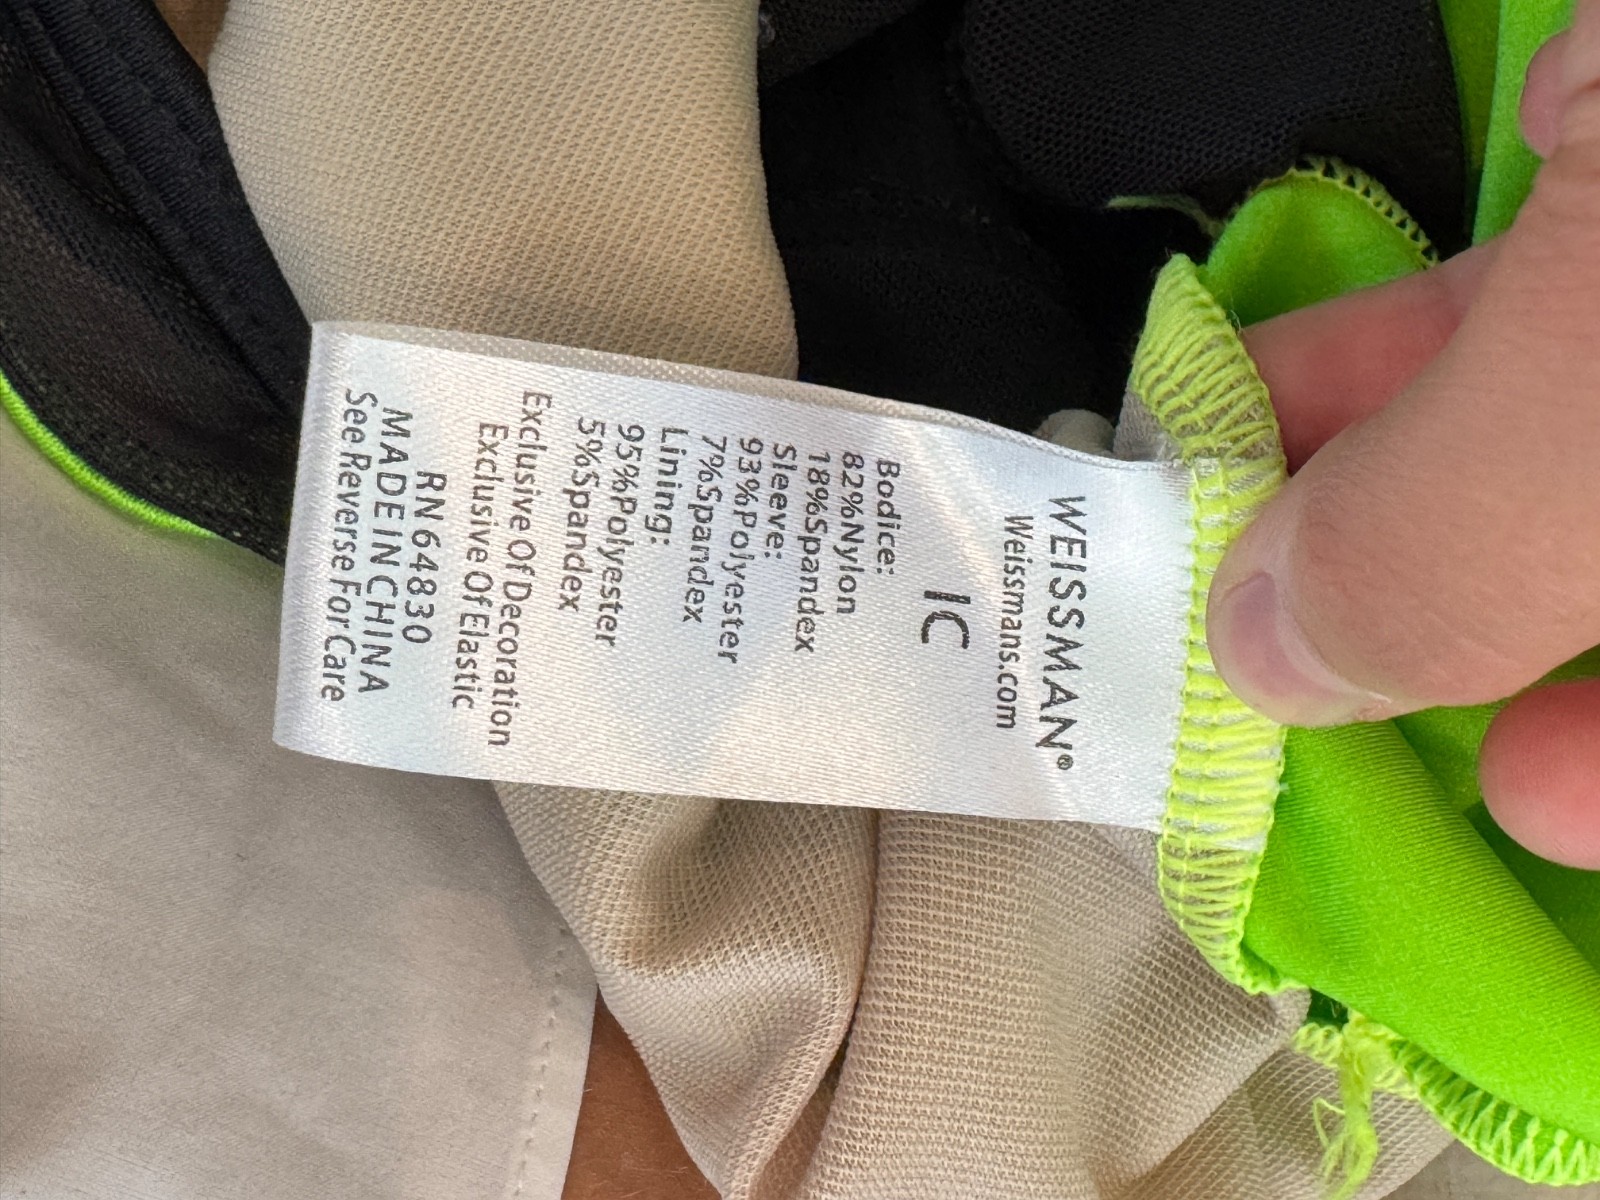 WEISSMAN®
Weissmans.com
IC
Bodice:
82%Nylon
18%Spandex
Sleeve:
93%Polyester
7%Spandex
Lining:
95%Polyester
5%Spandex
Exclusive Of Decoration
Exclusive Of Elastic
RN 64830
MADE IN CHINA
See Reverse For Care